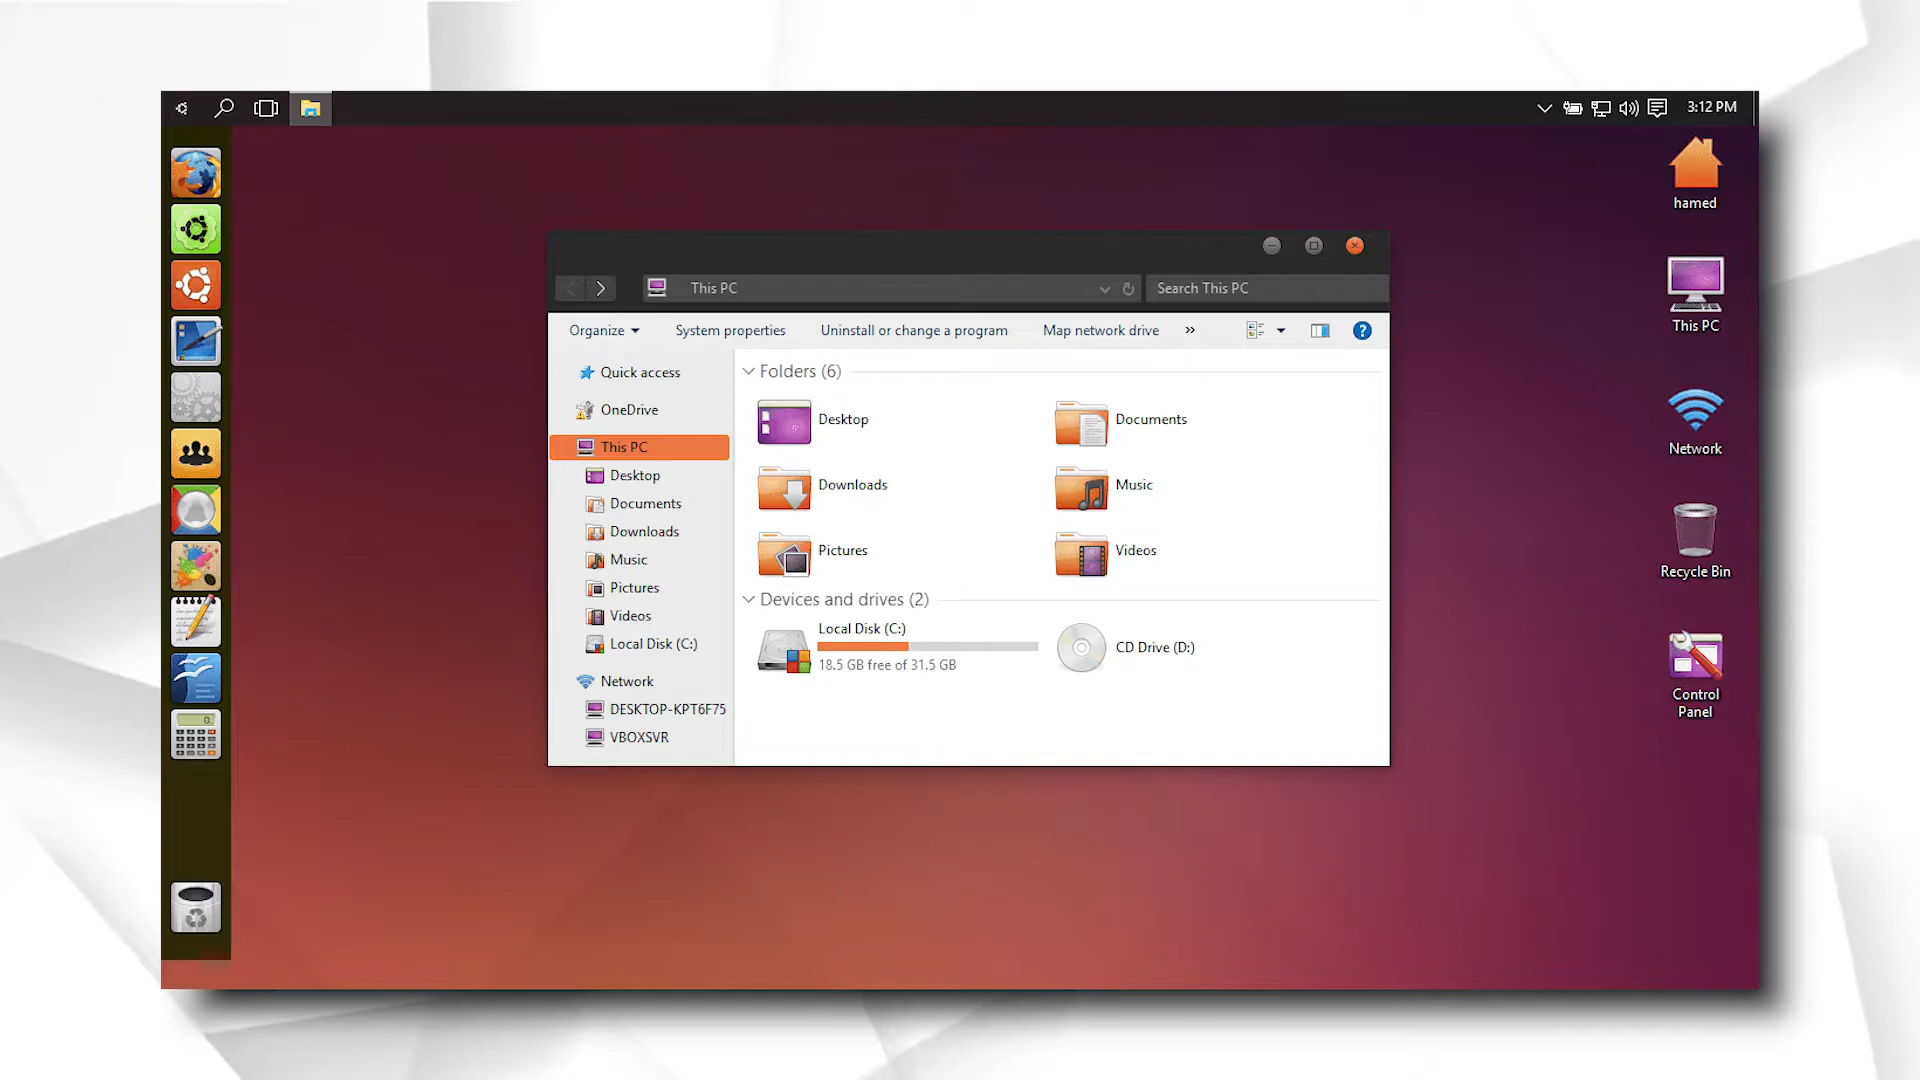 3:12 PM
hamed
This PC
Network
Recycle Bin
Control
Panel
This PC
Search This PC
Organize
System properties
Uninstall or change a program
Map network drive
»
Quick access
OneDrive
This PC
Desktop
Documents
Downloads
Music
Pictures
Videos
Local Disk (C:)
Network
DESKTOP-KPT6F75
VBOXSVR
Folders (6)
Desktop
Documents
Downloads
Music
Pictures
Videos
Devices and drives (2)
Local Disk (C:)
18.5 GB free of 31.5 GB
CD Drive (D:)